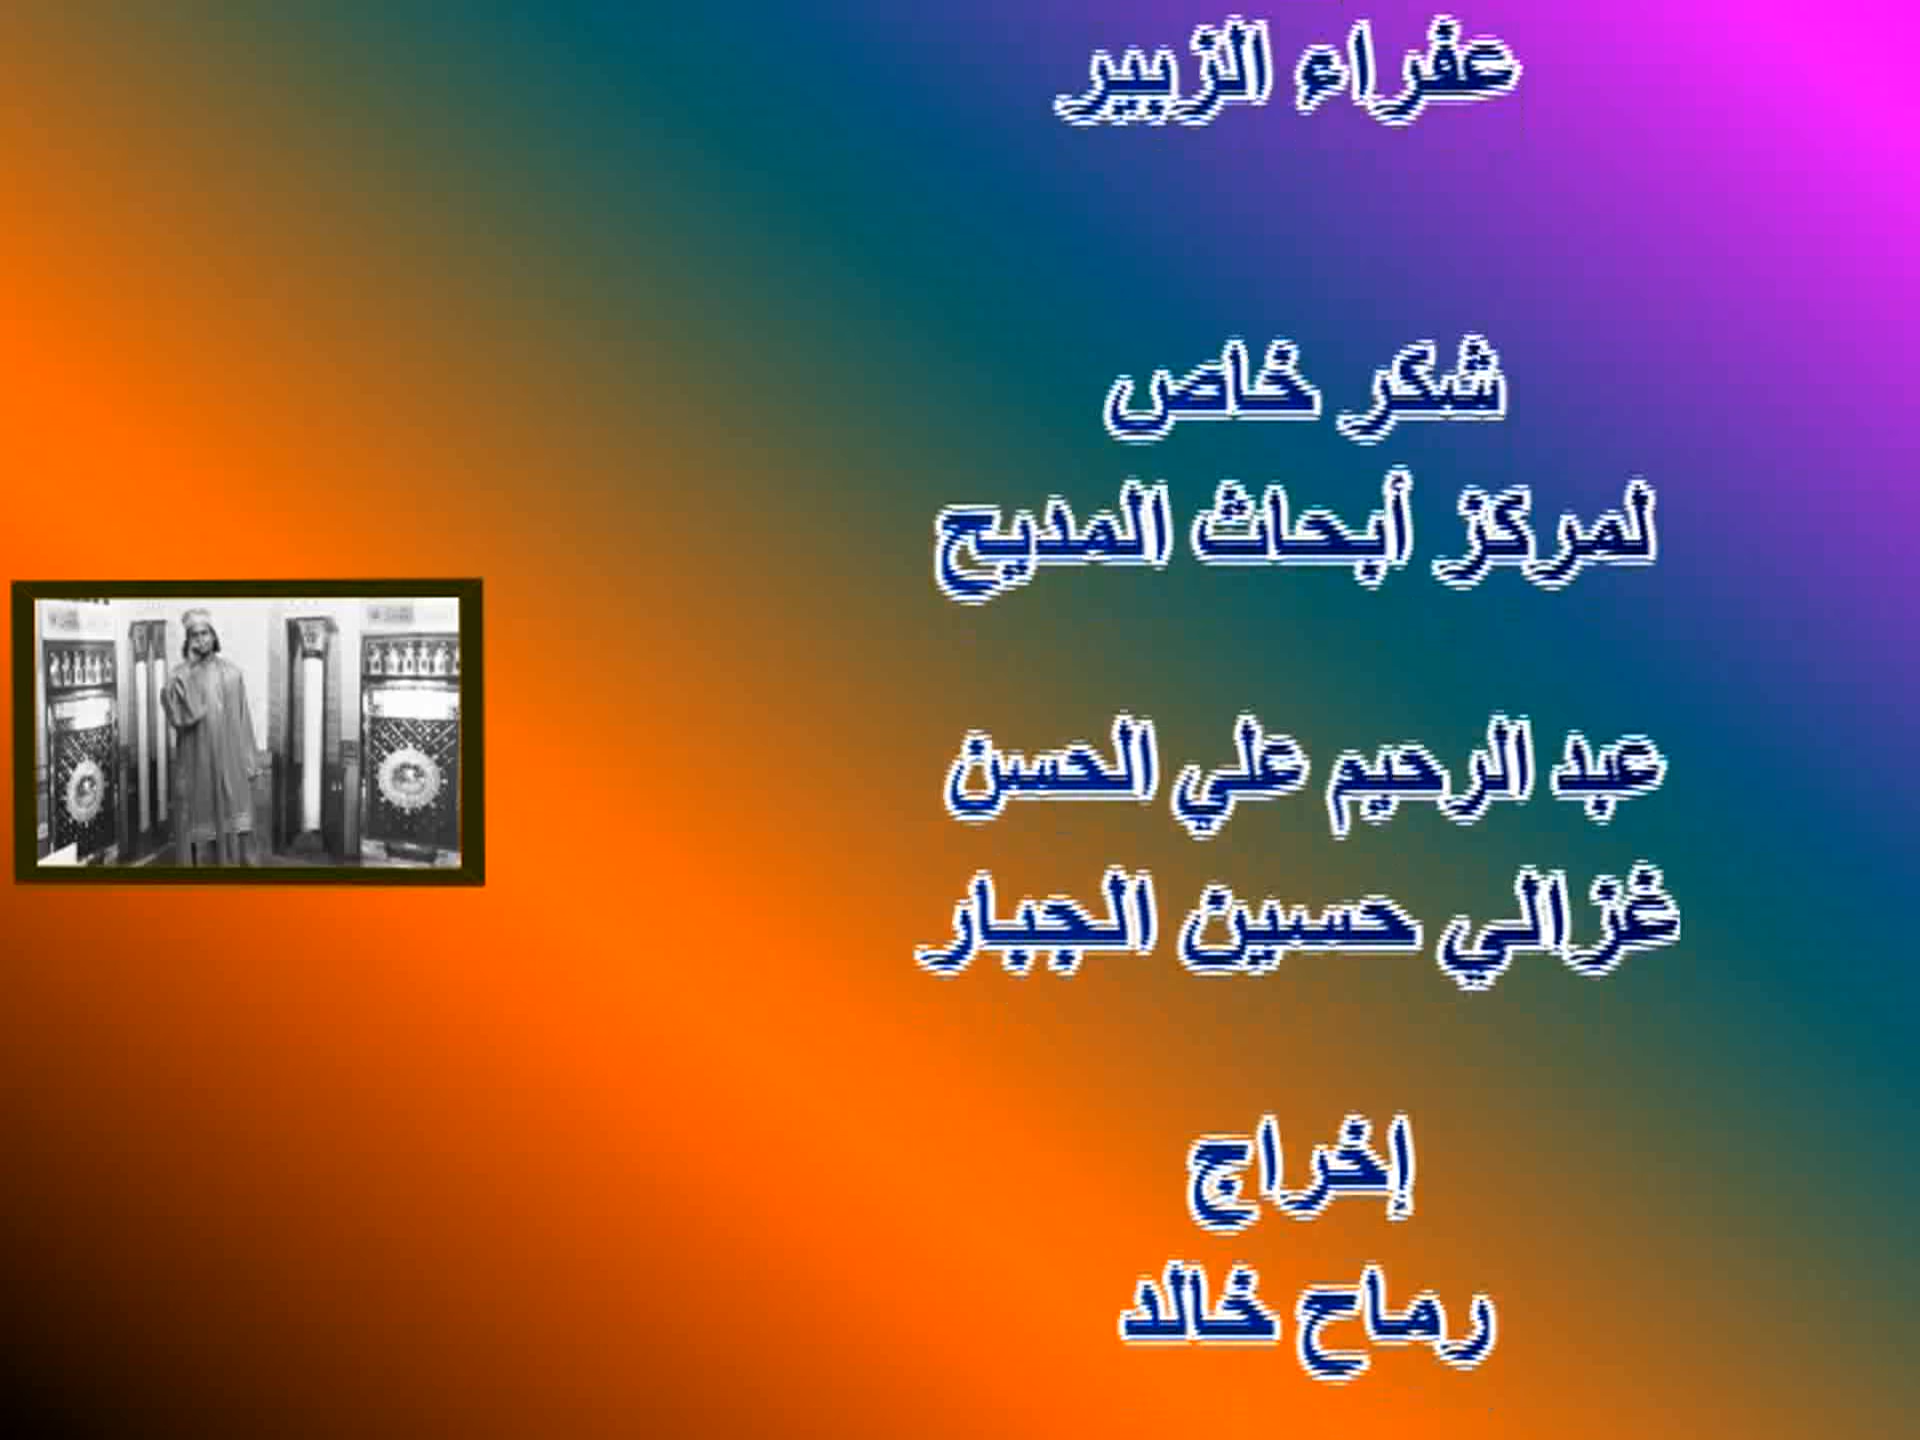 عفراء الزبير
شكر خاص
لمركز أبحاث المديح
عبد الرحيم علي الحسن
غزالي حسين الجبار
إخراج
رماح خالد